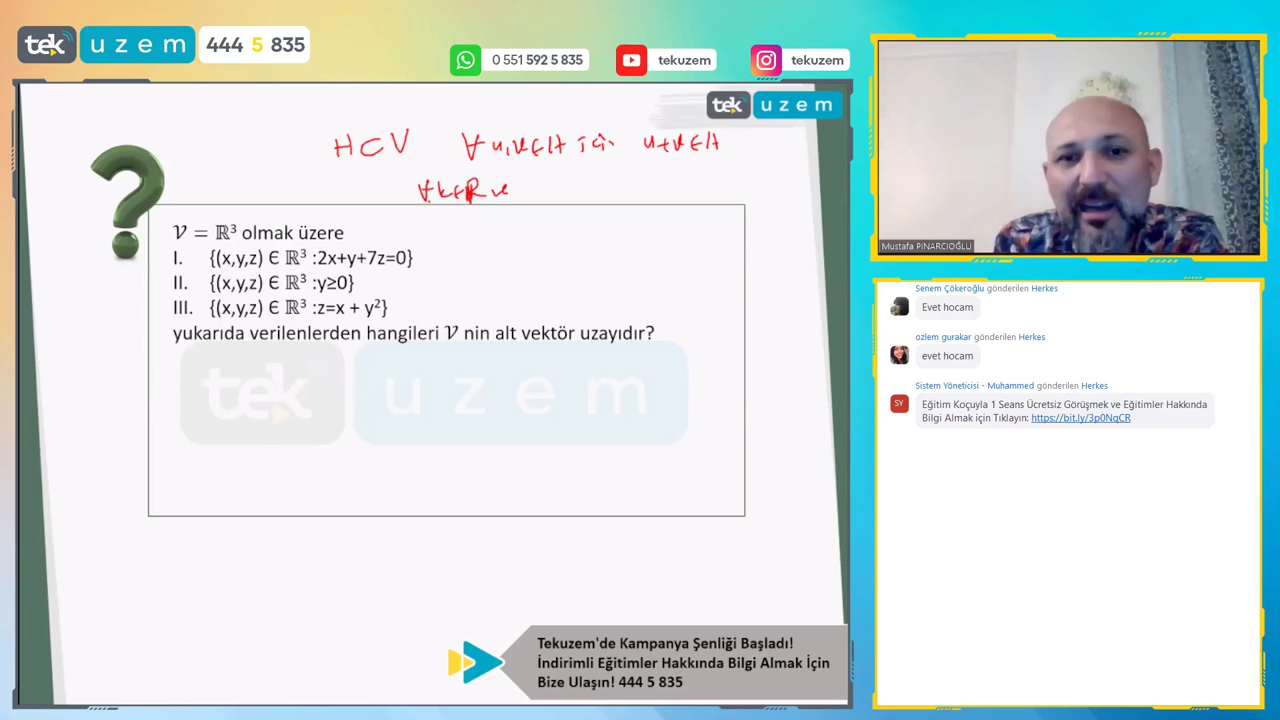 tek uzem 444 5 835
0 551 592 5 835
tekuzem
tekuzem
tek uzem
H⊂V ∀u,v∈H için u+v∈H
∀k∈R ve
𝒱 = ℝ³ olmak üzere
I. {(x,y,z) ∈ ℝ³ :2x+y+7z=0}
II. {(x,y,z) ∈ ℝ³ :y≥0}
III. {(x,y,z) ∈ ℝ³ :z=x + y²}
yukarıda verilenlerden hangileri 𝒱 nin alt vektör uzayıdır?
tek uzem
Tekuzem'de Kampanya Şenliği Başladı!
İndirimli Eğitimler Hakkında Bilgi Almak İçin
Bize Ulaşın! 444 5 835
Mustafa PINARCIOĞLU
Senem Çökeroğlu gönderilen Herkes
Evet hocam
ozlem gurakar gönderilen Herkes
evet hocam
Sistem Yöneticisi - Muhammed gönderilen Herkes
SY
Eğitim Koçuyla 1 Seans Ücretsiz Görüşmek ve Eğitimler Hakkında
Bilgi Almak için Tıklayın: https://bit.ly/3p0NqCR